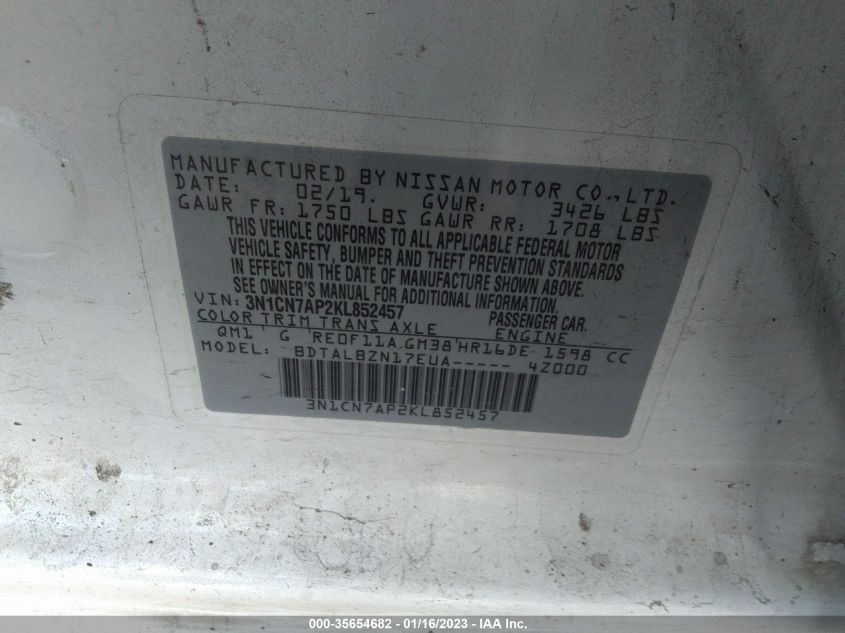 MANUFACTURED BY NISSAN MOTOR CO., LTD.
DATE: 02/19. GVWR: 3426 LBS
GAWR FR: 1750 LBS GAWR RR: 1708 LBS
THIS VEHICLE CONFORMS TO ALL APPLICABLE FEDERAL MOTOR
VEHICLE SAFETY, BUMPER AND THEFT PREVENTION STANDARDS
IN EFFECT ON THE DATE OF MANUFACTURE SHOWN ABOVE.
SEE OWNER'S MANUAL FOR ADDITIONAL INFORMATION.
VIN: 3N1CN7AP2KL852457 PASSENGER CAR.
COLOR TRIM TRANS AXLE ENGINE
QM1 ' G 'RE0F11A GM38'HR16DE 1598 CC
MODEL: BDTALBZN17EUA----- 4Z000
3N1CN7AP2KL852457
000-35654682 - 01/16/2023 - IAA Inc.